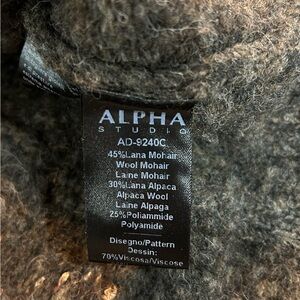 ALPHA
STUDIO
AD-9240C
45%Lana Mohair
Wool Mohair
Laine Mohair
30%Lana Alpaca
Alpaca Wool
Laine Alpaga
25%Poliammide
Polyamide
Disegno/Pattern
Dessin:
70%Viscosa/Viscose